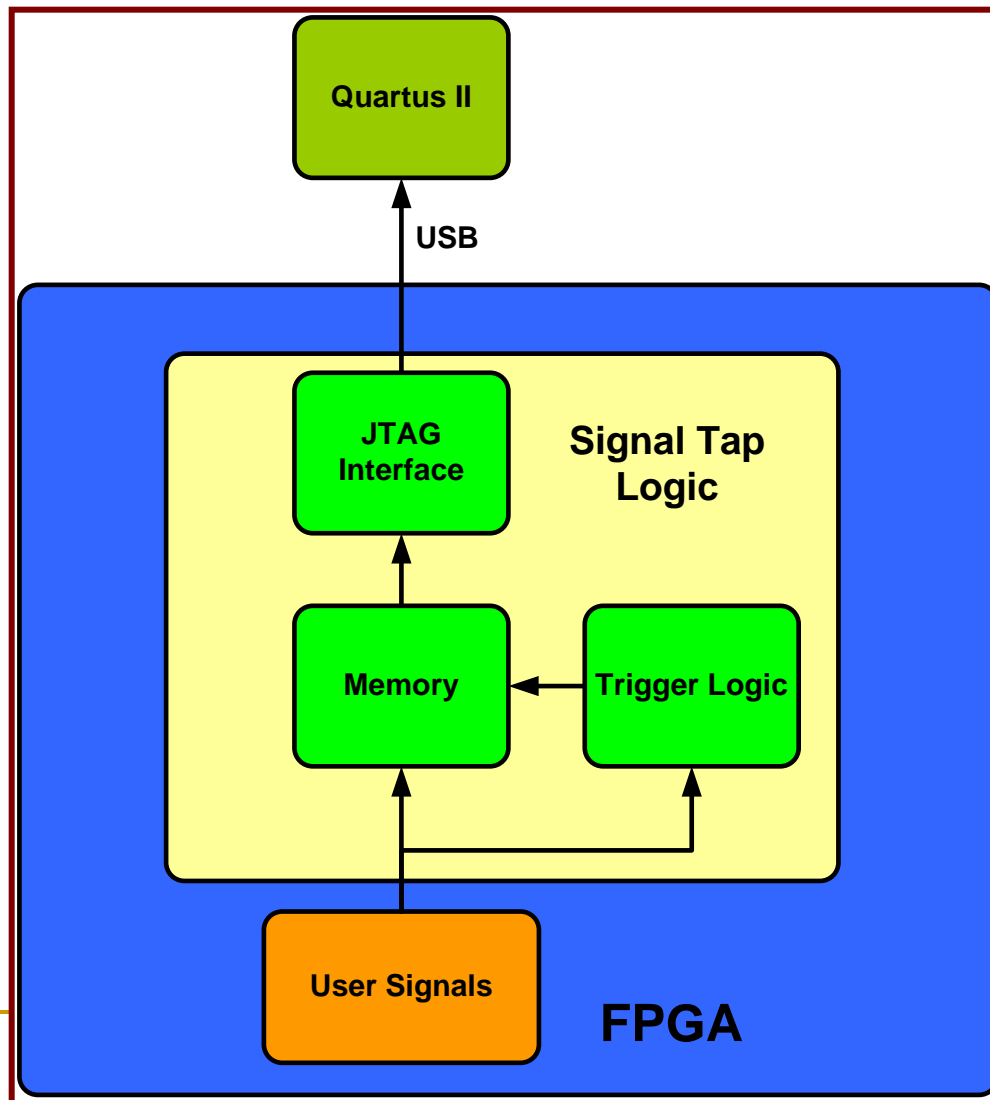 Quartus II
USB
JTAG
Interface
Signal Tap
Logic
Memory
Trigger Logic
User Signals
FPGA